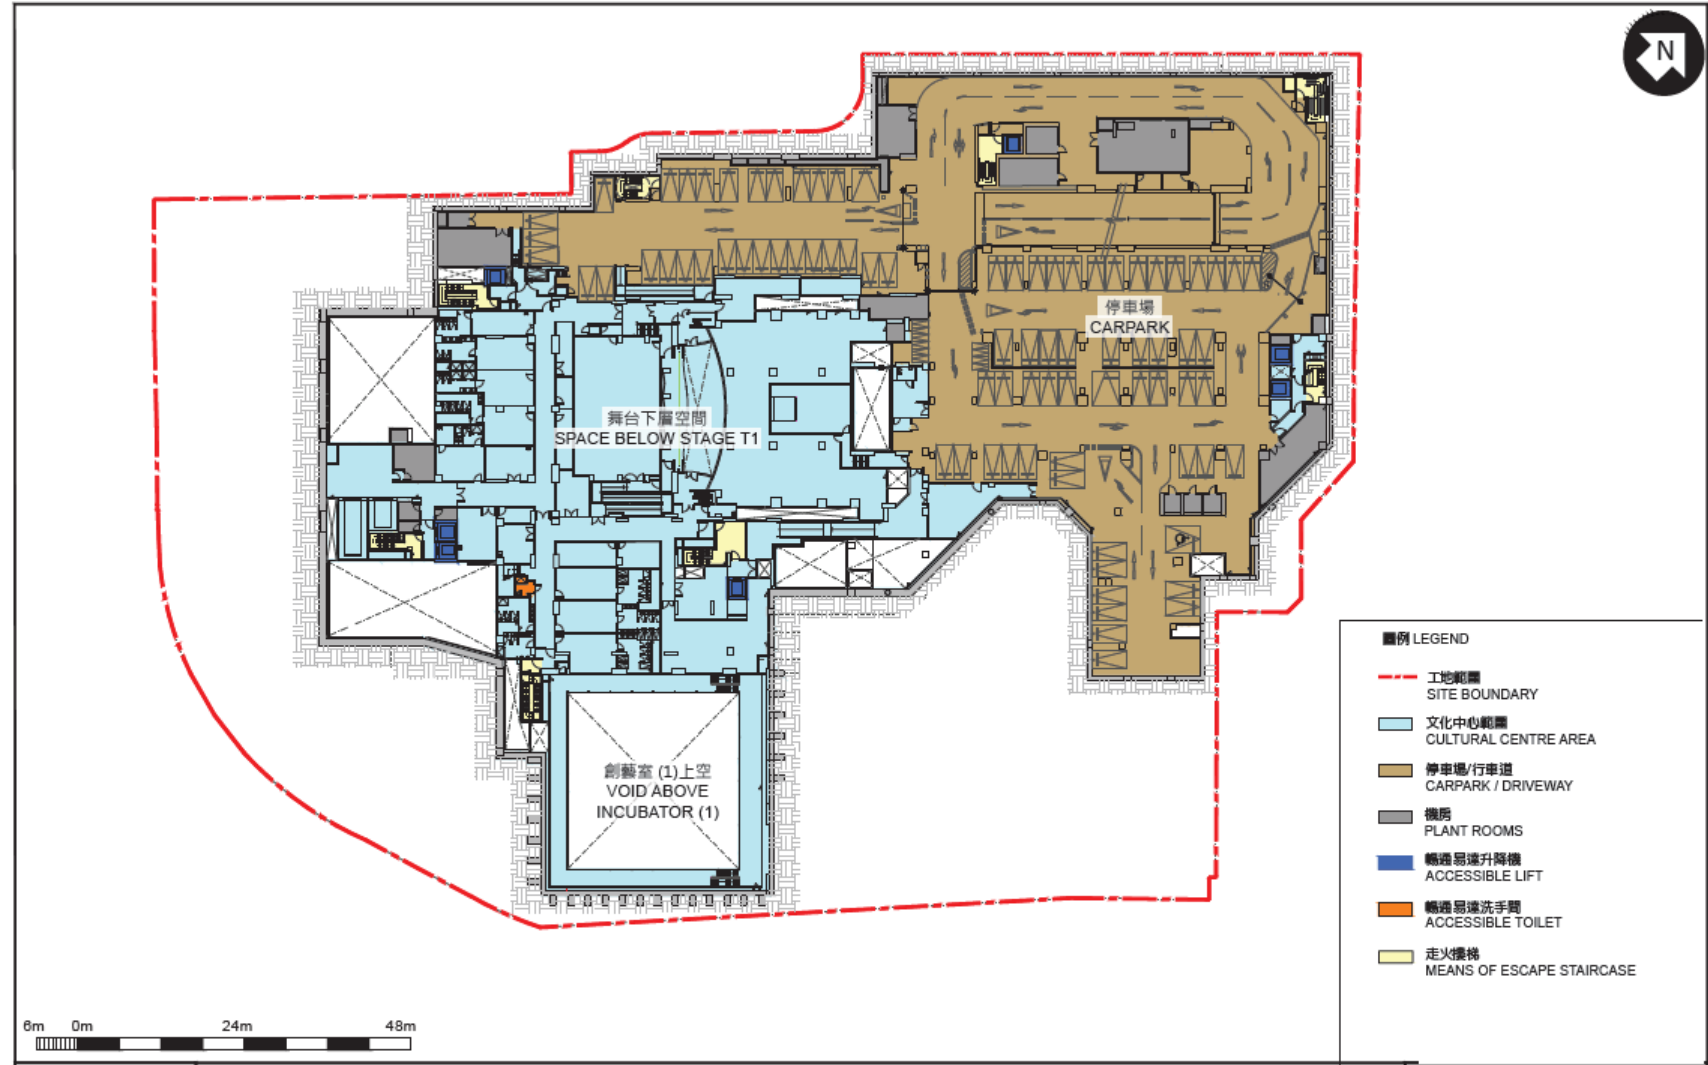 N
停車場
CARPARK
舞台下層空間
SPACE BELOW STAGE T1
創藝室 (1)上空
VOID ABOVE
INCUBATOR (1)
圖例 LEGEND
工地範圍
SITE BOUNDARY
文化中心範圍
CULTURAL CENTRE AREA
停車場/行車道
CARPARK / DRIVEWAY
機房
PLANT ROOMS
暢通易達升降機
ACCESSIBLE LIFT
暢通易達洗手間
ACCESSIBLE TOILET
走火樓梯
MEANS OF ESCAPE STAIRCASE
6m 0m 24m 48m